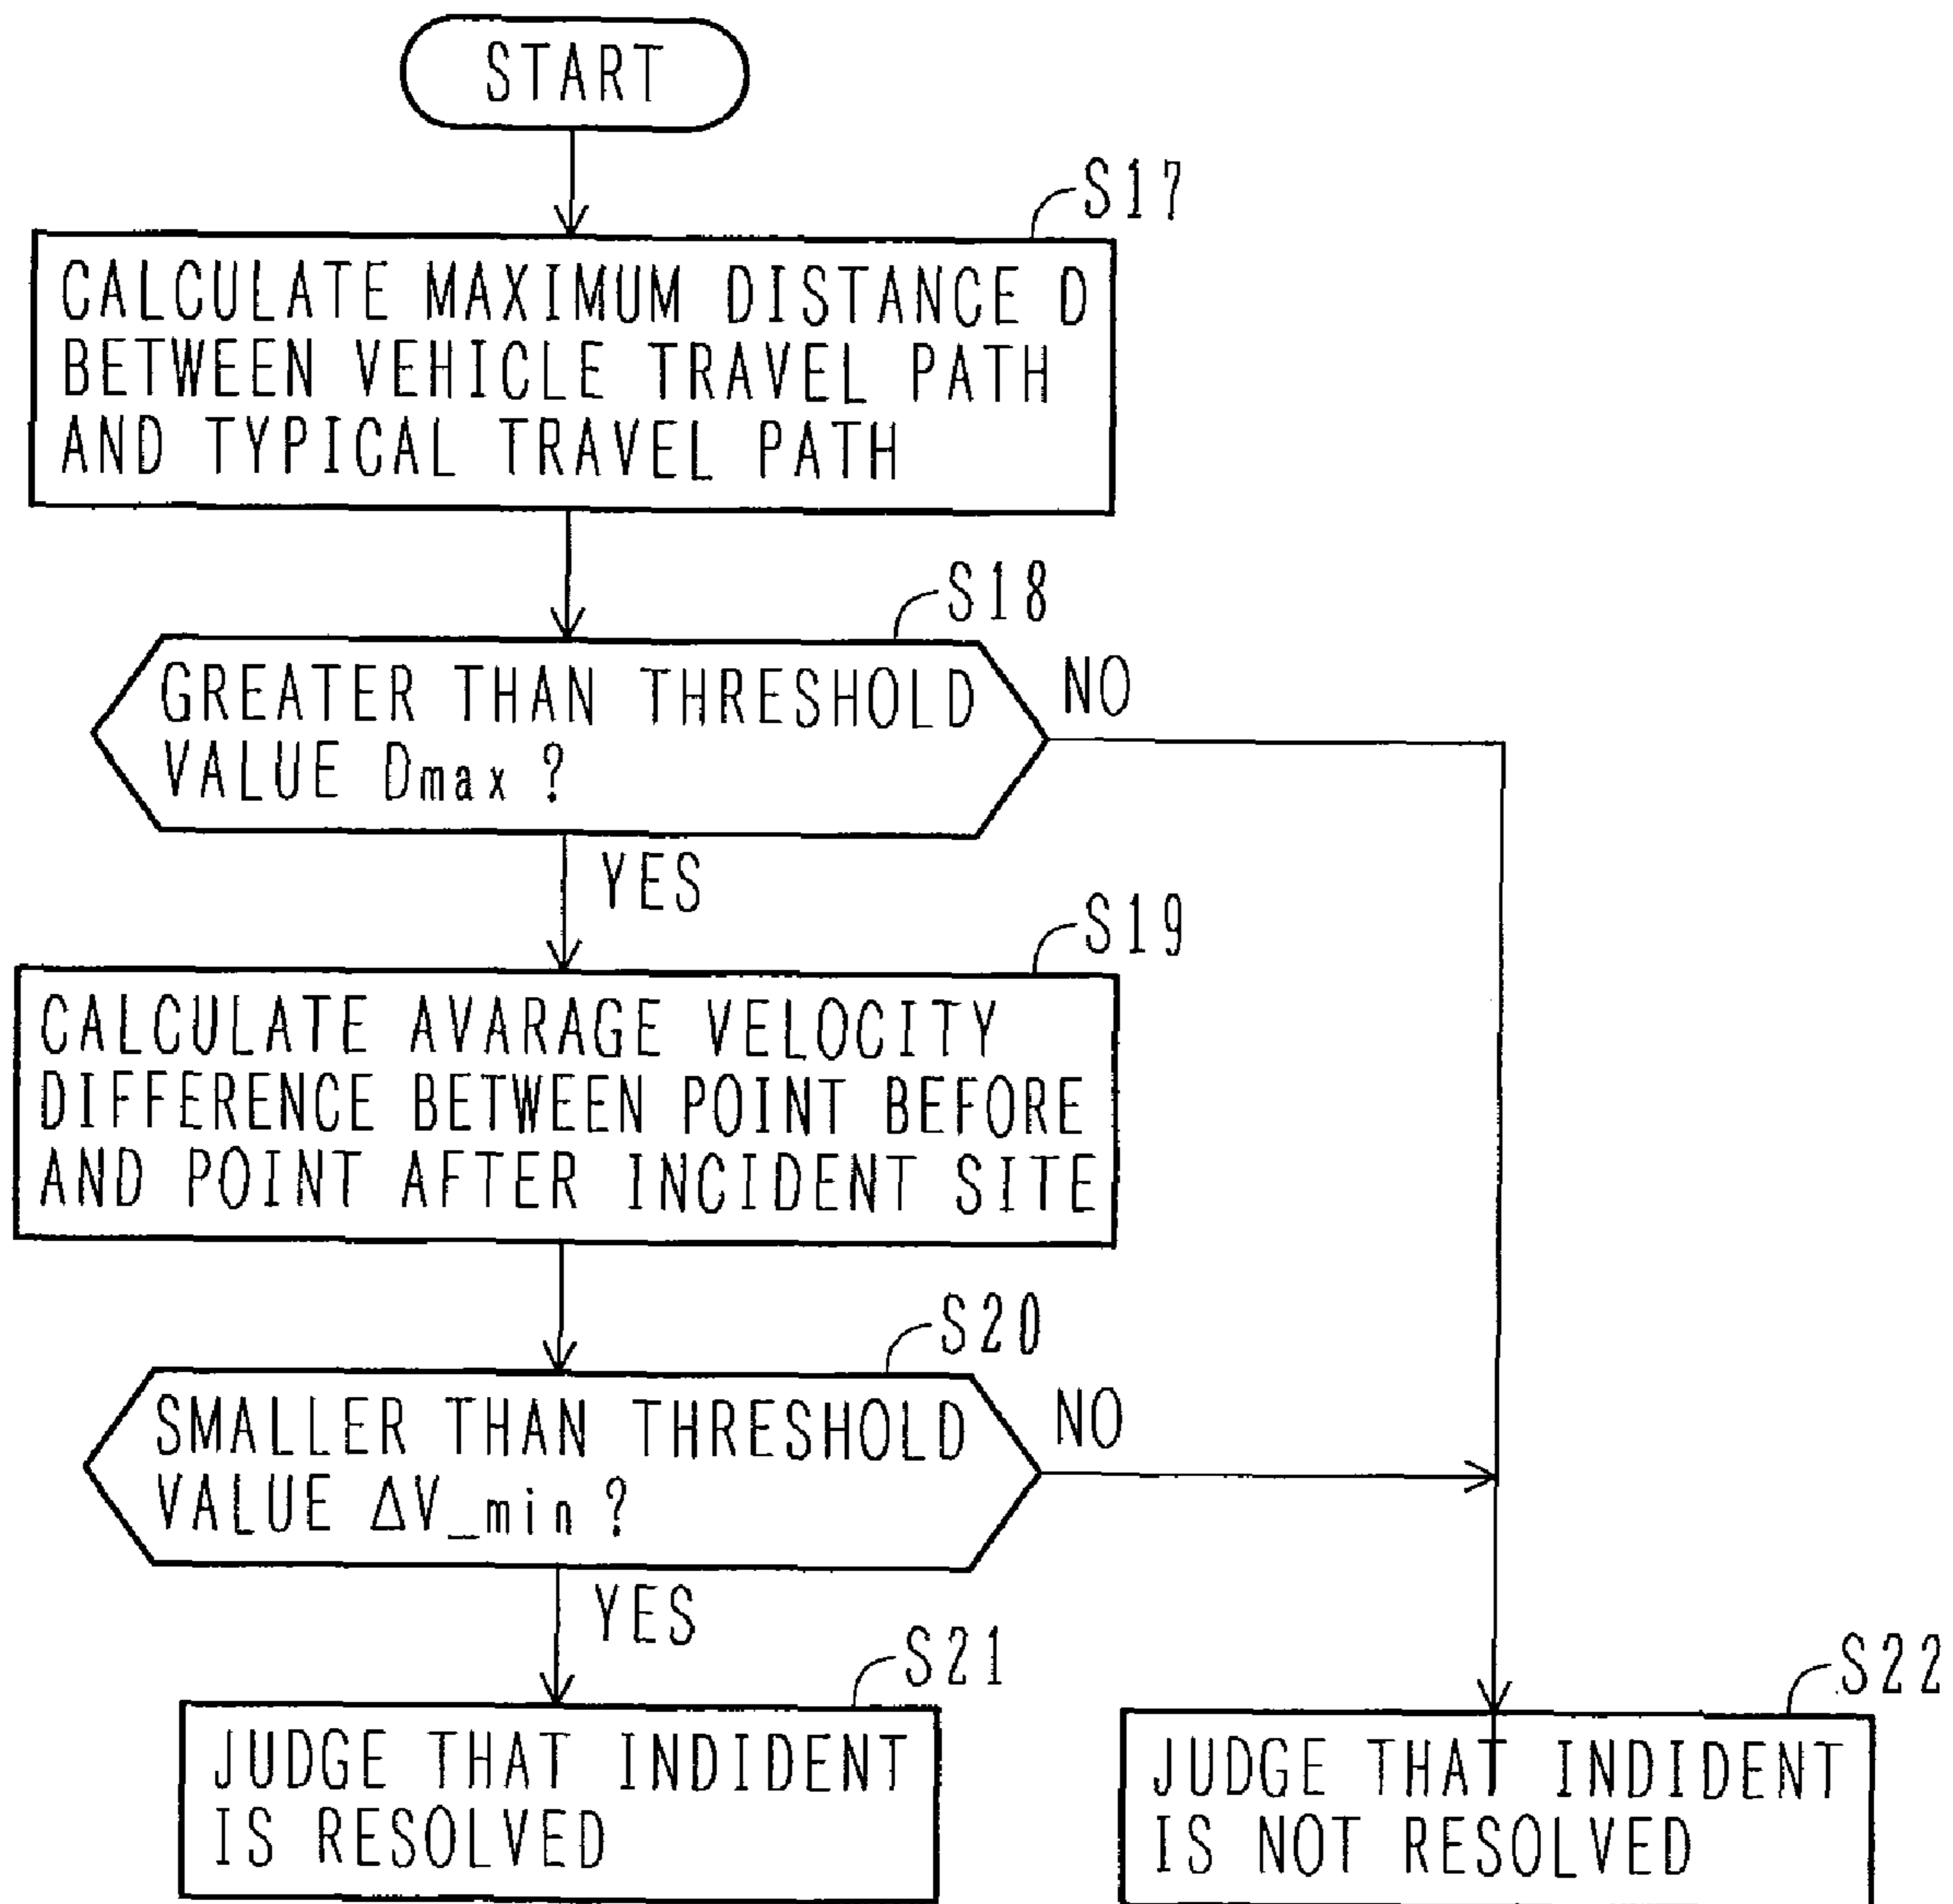 START
S17
CALCULATE MAXIMUM DISTANCE D
BETWEEN VEHICLE TRAVEL PATH
AND TYPICAL TRAVEL PATH
S18
GREATER THAN THRESHOLD
VALUE Dmax ?
NO
YES
S19
CALCULATE AVARAGE VELOCITY
DIFFERENCE BETWEEN POINT BEFORE
AND POINT AFTER INCIDENT SITE
S20
SMALLER THAN THRESHOLD
VALUE ΔV_min ?
NO
YES
S21
JUDGE THAT INDIDENT
IS RESOLVED
S22
JUDGE THAT INDIDENT
IS NOT RESOLVED